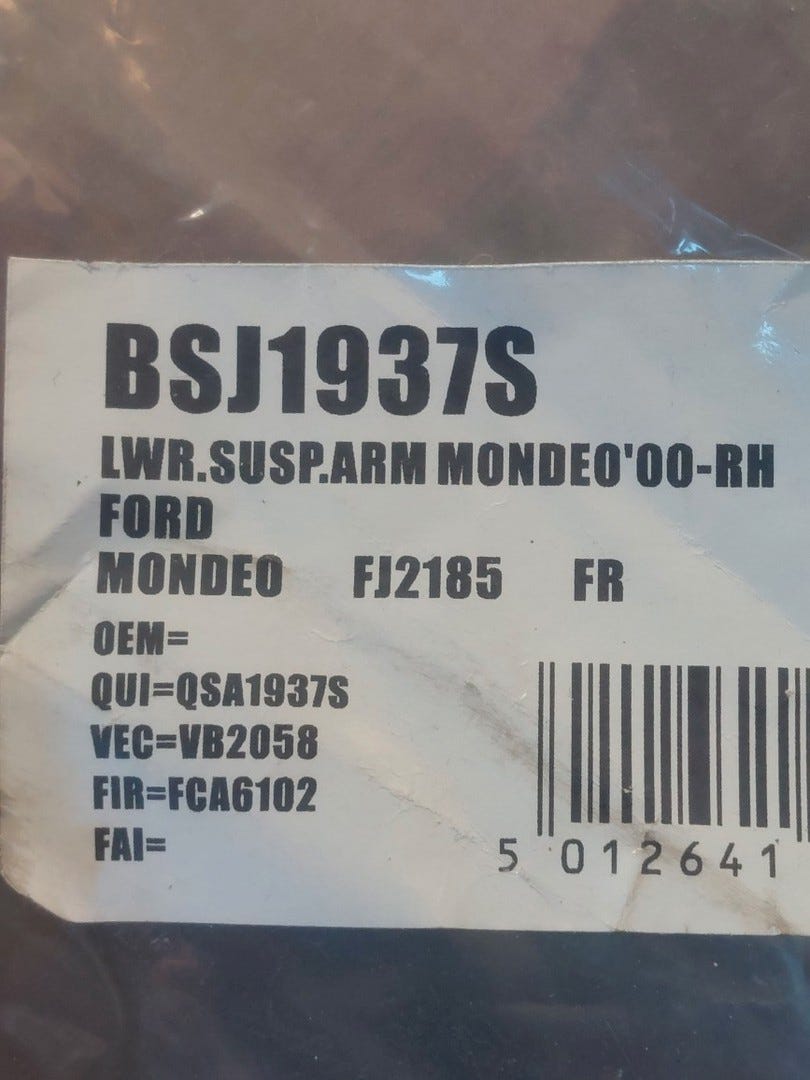 BSJ1937S
LWR.SUSP.ARM MONDEO'00-RH
FORD
MONDEO FJ2185 FR
OEM=
QUI=QSA1937S
VEC=VB2058
FIR=FCA6102
FAI=
5 012641